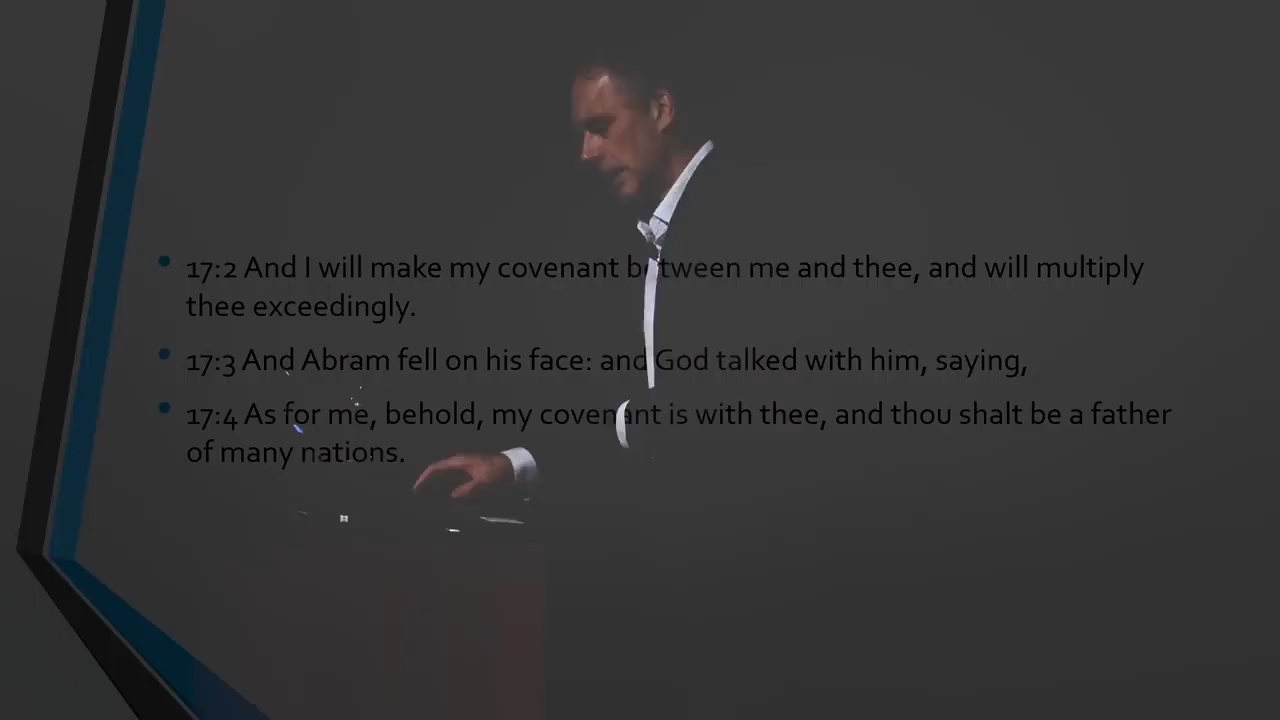 17:2 And I will make my covenant between me and thee, and will multiply
thee exceedingly.
17:3 And Abram fell on his face: and God talked with him, saying,
17:4 As for me, behold, my covenant is with thee, and thou shalt be a father
of many nations.